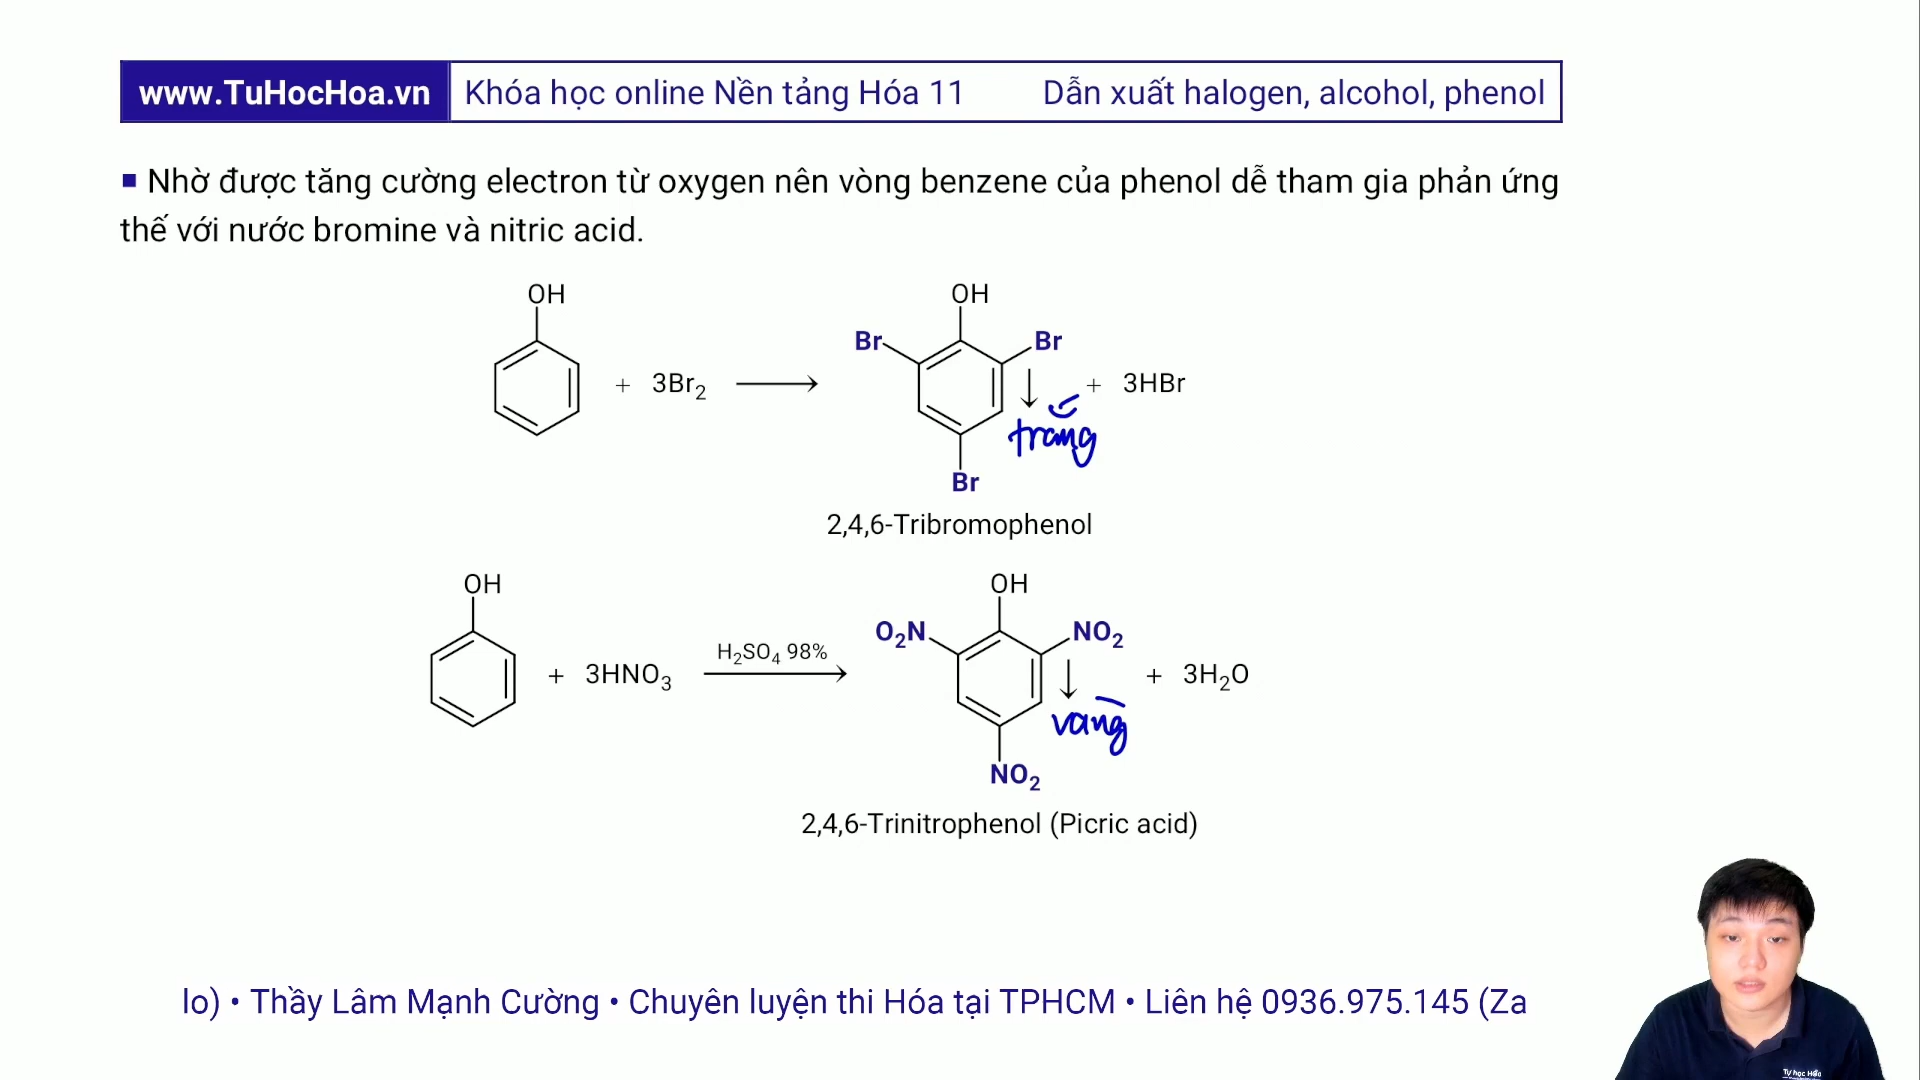 www.TuHocHoa.vn Khóa học online Nền tảng Hóa 11 Dẫn xuất halogen, alcohol, phenol
Nhờ được tăng cường electron từ oxygen nên vòng benzene của phenol dễ tham gia phản ứng
thế với nước bromine và nitric acid.
OH OH
Br Br
+ 3Br₂ ⟶ ↓ + 3HBr
trắng
Br
2,4,6-Tribromophenol
OH OH
O₂N NO₂
H₂SO₄ 98%
+ 3HNO₃ ⟶ ↓ + 3H₂O
vàng
NO₂
2,4,6-Trinitrophenol (Picric acid)
lo) • Thầy Lâm Mạnh Cường • Chuyên luyện thi Hóa tại TPHCM • Liên hệ 0936.975.145 (Za
Tự học Hóa